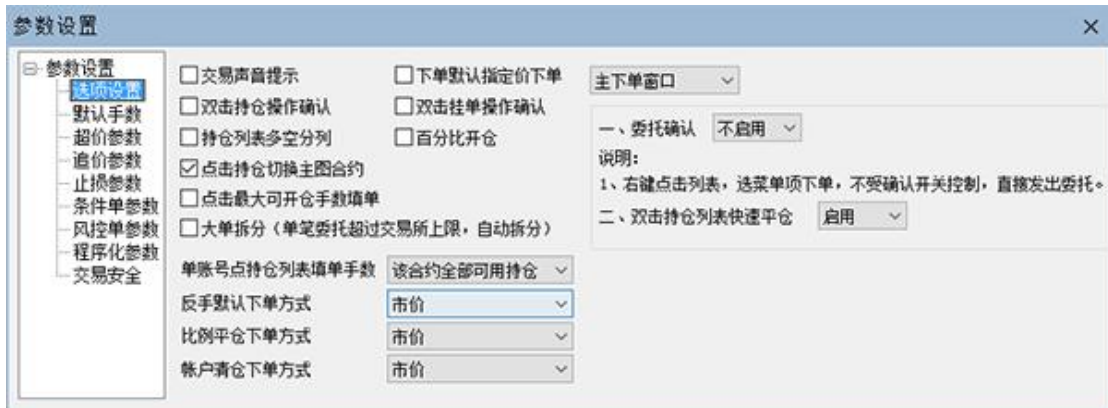 参数设置
参数设置
选项设置
默认手数
超价参数
追价参数
止损参数
条件单参数
风控单参数
程序化参数
交易安全
交易声音提示
下单默认指定价下单
双击持仓操作确认
双击挂单操作确认
持仓列表多空分列
百分比开仓
点击持仓切换主图合约
点击最大可开仓手数填单
大单拆分（单笔委托超过交易所上限，自动拆分）
单账号点持仓列表填单手数 该合约全部可用持仓
反手默认下单方式 市价
比例平仓下单方式 市价
帐户清仓下单方式 市价
主下单窗口
一、委托确认 不启用
说明：
1、右键点击列表，选菜单项下单，不受确认开关控制，直接发出委托。
二、双击持仓列表快速平仓 启用